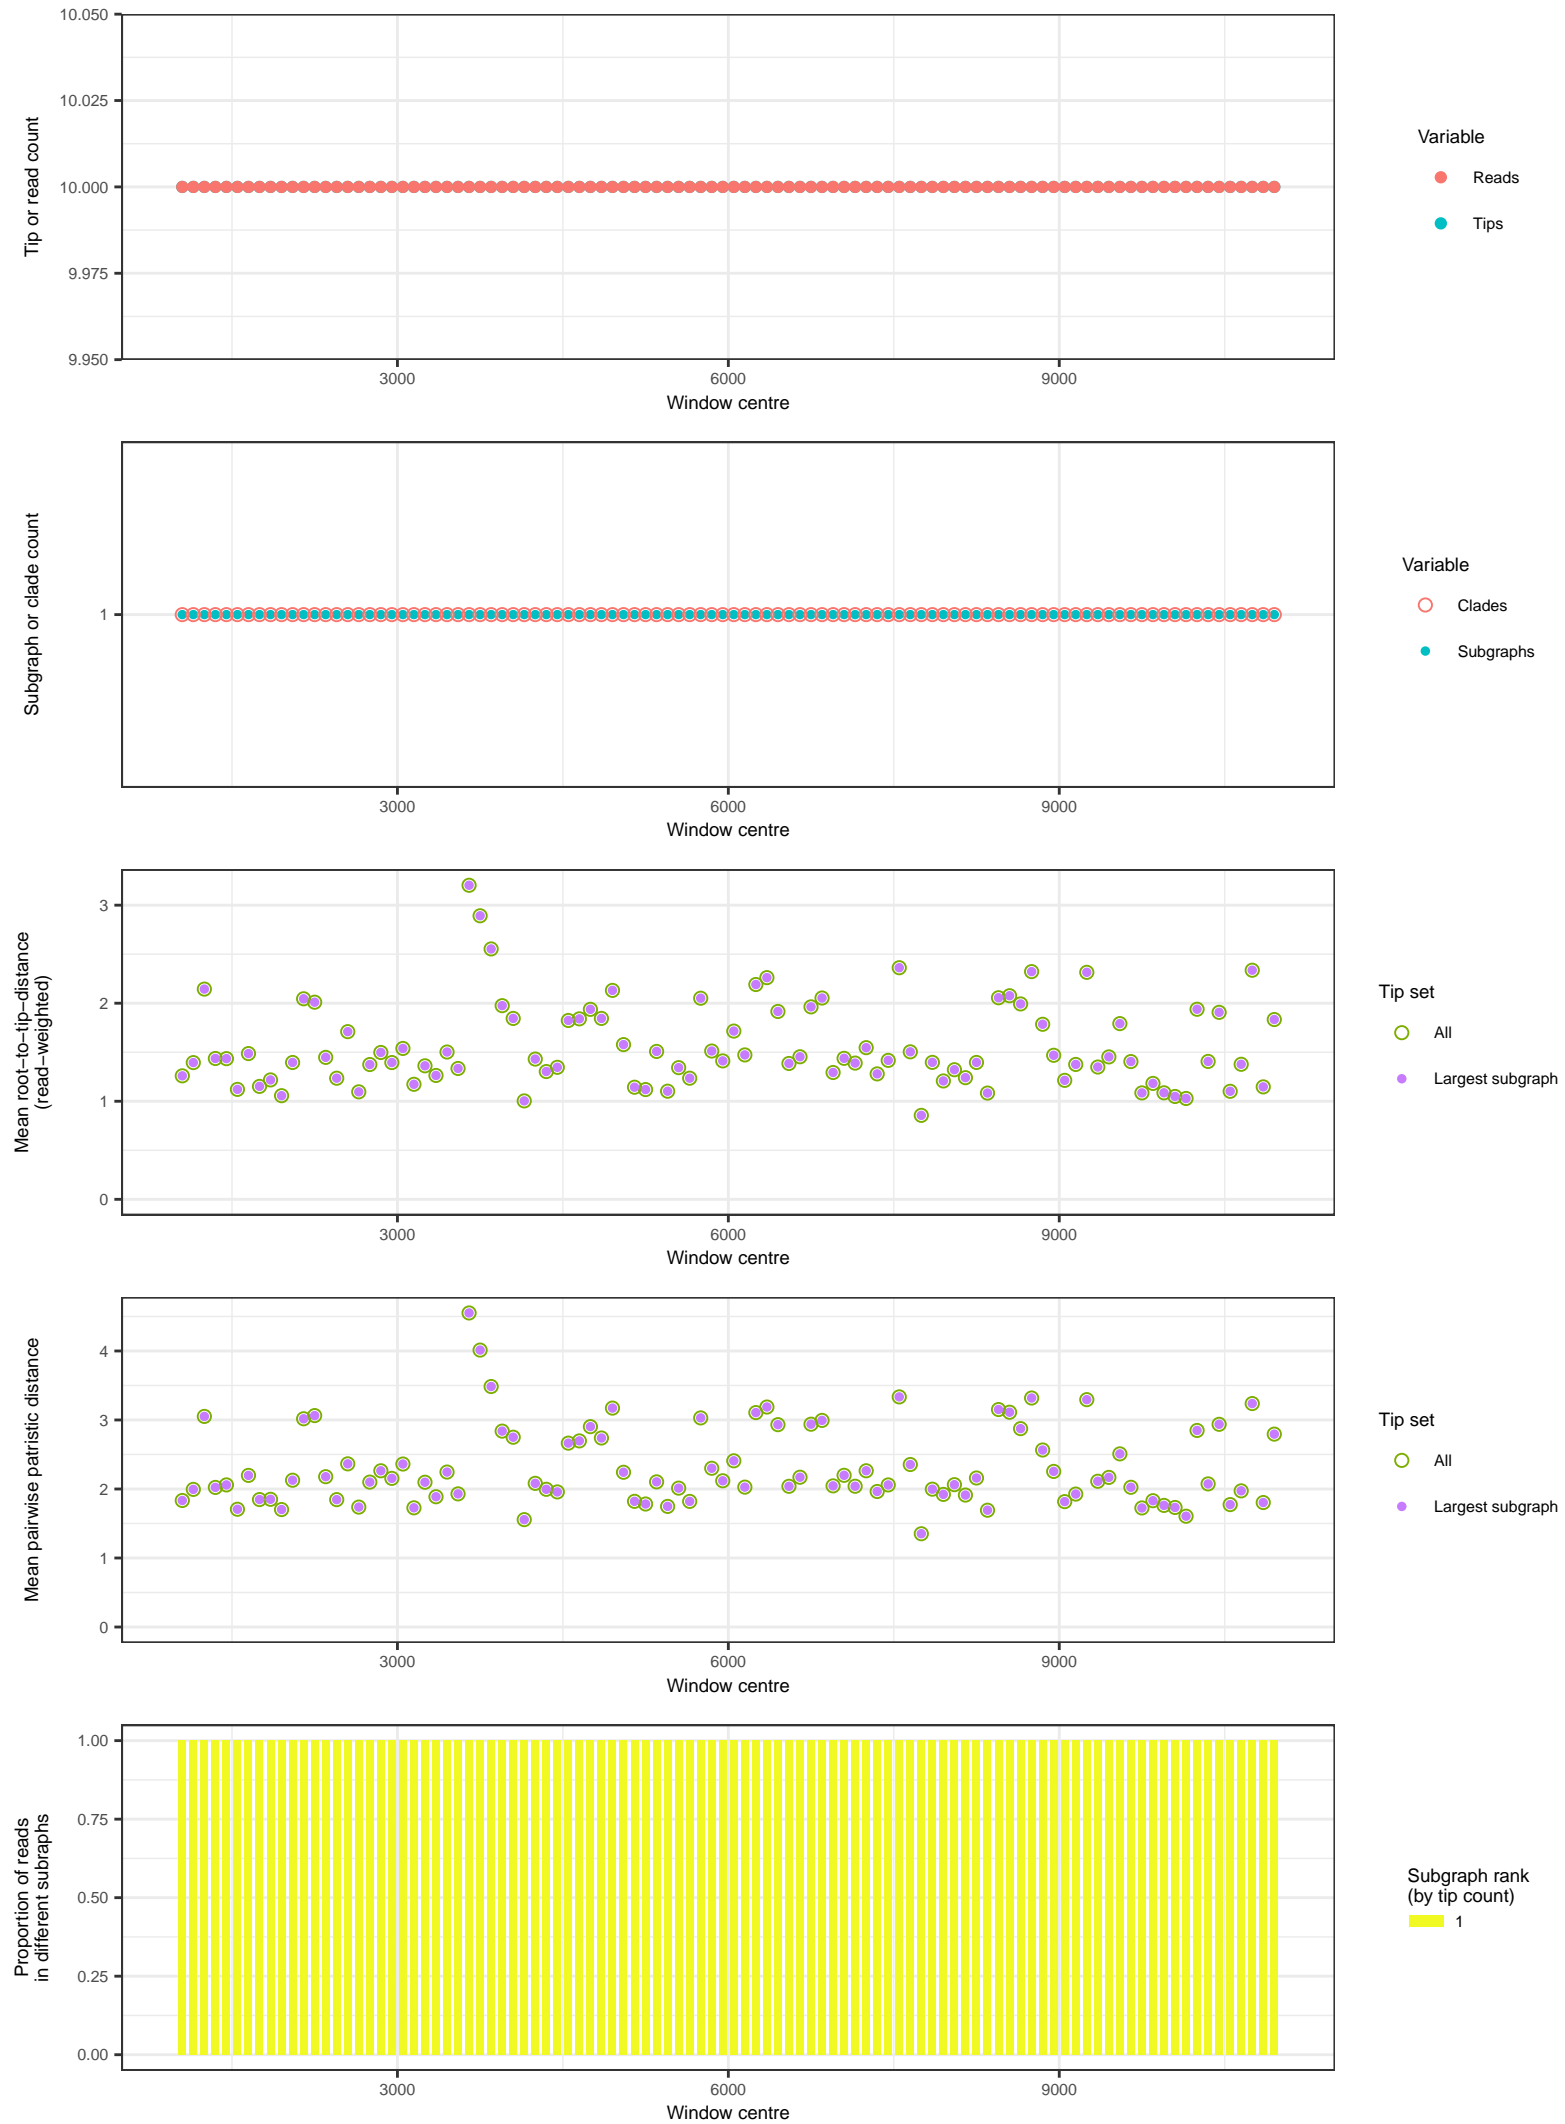 10.050
10.025
10.000
9.975
9.950
Tip or read count
3000
6000
9000
Window centre
Variable
Reads
Tips
1
Subgraph or clade count
3000
6000
9000
Window centre
Variable
Clades
Subgraphs
3
2
1
0
Mean root−to−tip−distance
(read−weighted)
3000
6000
9000
Window centre
Tip set
All
Largest subgraph
4
3
2
1
0
Mean pairwise patristic distance
3000
6000
9000
Window centre
Tip set
All
Largest subgraph
1.00
0.75
0.50
0.25
0.00
Proportion of reads
in different subraphs
3000
6000
9000
Window centre
Subgraph rank
(by tip count)
1